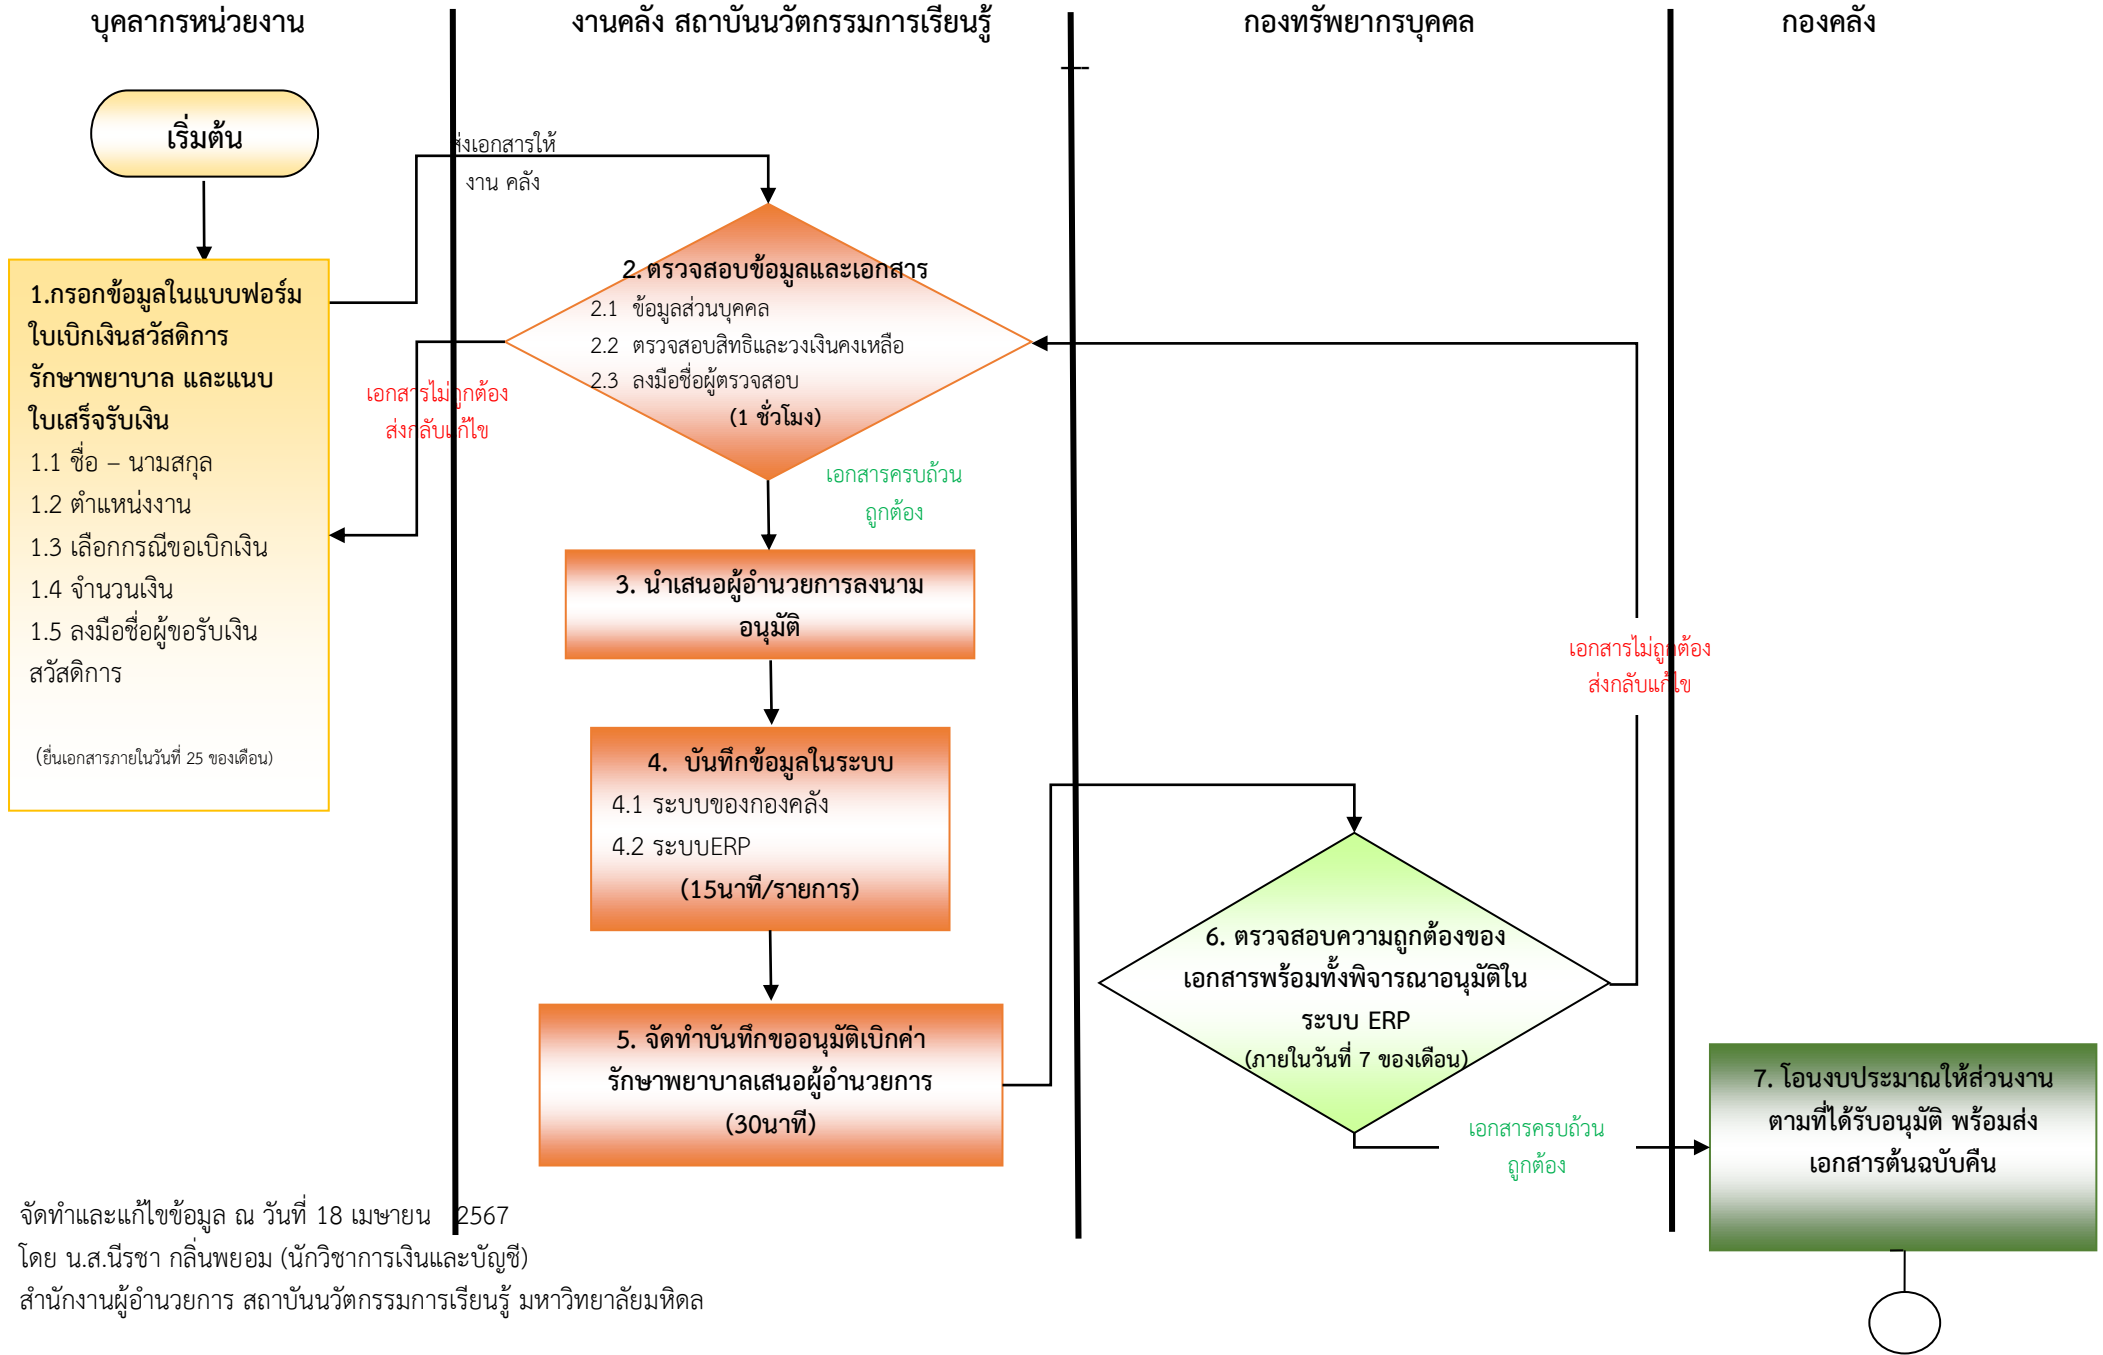 บุคลากรหน่วยงาน
งานคลัง สถาบันนวัตกรรมการเรียนรู้
กองทรัพยากรบุคคล
กองคลัง
เริ่มต้น
ส่งเอกสารให้
งาน คลัง
1.กรอกข้อมูลในแบบฟอร์ม
ใบเบิกเงินสวัสดิการ
รักษาพยาบาล และแนบ
ใบเสร็จรับเงิน
1.1 ชื่อ – นามสกุล
1.2 ตำแหน่งงาน
1.3 เลือกกรณีขอเบิกเงิน
1.4 จำนวนเงิน
1.5 ลงมือชื่อผู้ขอรับเงิน
สวัสดิการ
(ยื่นเอกสารภายในวันที่ 25 ของเดือน)
2. ตรวจสอบข้อมูลและเอกสาร
2.1 ข้อมูลส่วนบุคคล
2.2 ตรวจสอบสิทธิและวงเงินคงเหลือ
2.3 ลงมือชื่อผู้ตรวจสอบ
(1 ชั่วโมง)
เอกสารไม่ถูกต้อง
ส่งกลับแก้ไข
เอกสารครบถ้วน
ถูกต้อง
3. นำเสนอผู้อำนวยการลงนาม
อนุมัติ
4. บันทึกข้อมูลในระบบ
4.1 ระบบของกองคลัง
4.2 ระบบERP
(15นาที/รายการ)
5. จัดทำบันทึกขออนุมัติเบิกค่า
รักษาพยาบาลเสนอผู้อำนวยการ
(30นาที)
เอกสารไม่ถูกต้อง
ส่งกลับแก้ไข
6. ตรวจสอบความถูกต้องของ
เอกสารพร้อมทั้งพิจารณาอนุมัติใน
ระบบ ERP
(ภายในวันที่ 7 ของเดือน)
เอกสารครบถ้วน
ถูกต้อง
7. โอนงบประมาณให้ส่วนงาน
ตามที่ได้รับอนุมัติ พร้อมส่ง
เอกสารต้นฉบับคืน
จัดทำและแก้ไขข้อมูล ณ วันที่ 18 เมษายน 2567
โดย น.ส.นีรชา กลิ่นพยอม (นักวิชาการเงินและบัญชี)
สำนักงานผู้อำนวยการ สถาบันนวัตกรรมการเรียนรู้ มหาวิทยาลัยมหิดล